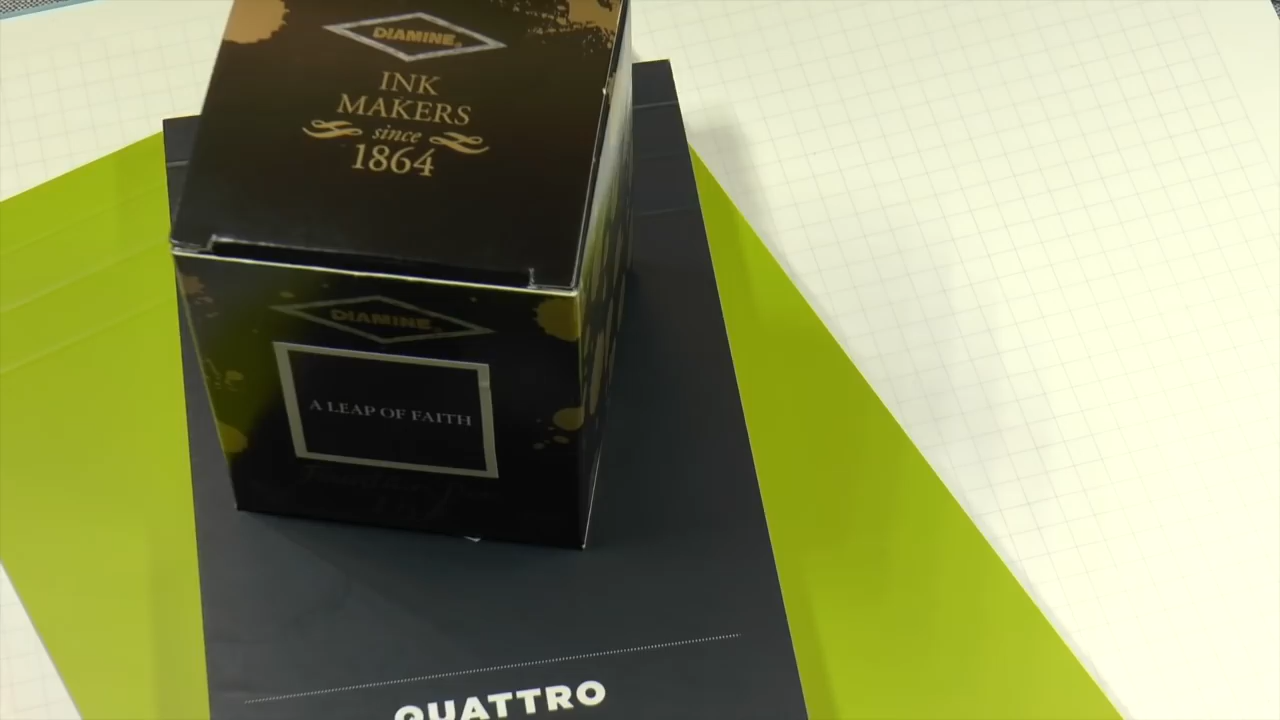 DIAMINE
INK
MAKERS
since
1864
DIAMINE
A LEAP OF FAITH
QUATTRO